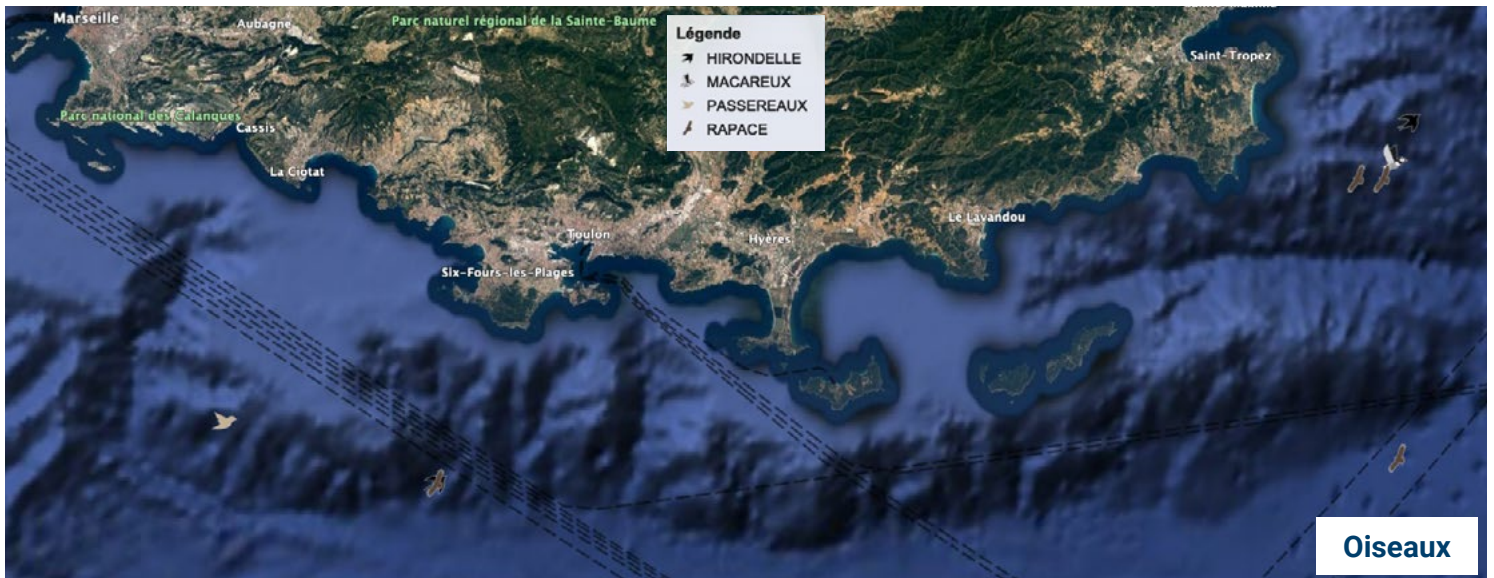 Marseille
Aubagne
Parc naturel régional de la Sainte-Baume
Légende
HIRONDELLE
MACAREUX
PASSEREAUX
RAPACE
Saint-Tropez
Parc national des Calanques
Cassis
La Ciotat
Le Lavandou
Toulon
Hyères
Six-Fours-les-Plages
Oiseaux